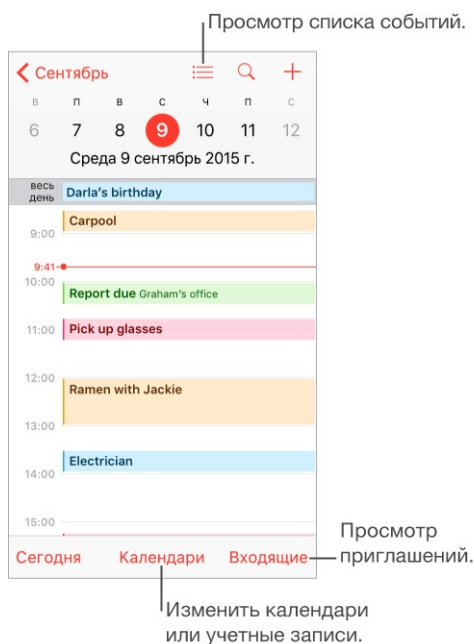 Просмотр списка событий.
Сентябрь
в п в с ч п с
6 7 8 9 10 11 12
Среда 9 сентябрь 2015 г.
весь
день
Darla's birthday
Carpool
9:00
9:41
10:00
Report due Graham's office
11:00
Pick up glasses
12:00
Ramen with Jackie
13:00
Electrician
14:00
15:00
Сегодня Календари Входящие
Просмотр
приглашений.
Изменить календари
или учетные записи.